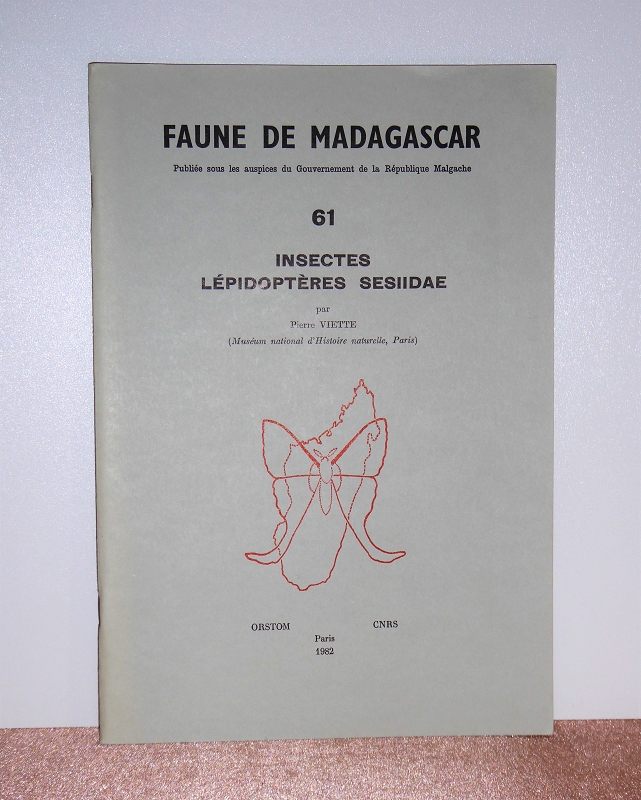 FAUNE DE MADAGASCAR
Publiée sous les auspices du Gouvernement de la République Malgache
61
INSECTES
LÉPIDOPTÈRES SESIIDAE
par
Pierre VIETTE
(Muséum national d'Histoire naturelle, Paris)
ORSTOM CNRS
Paris
1982